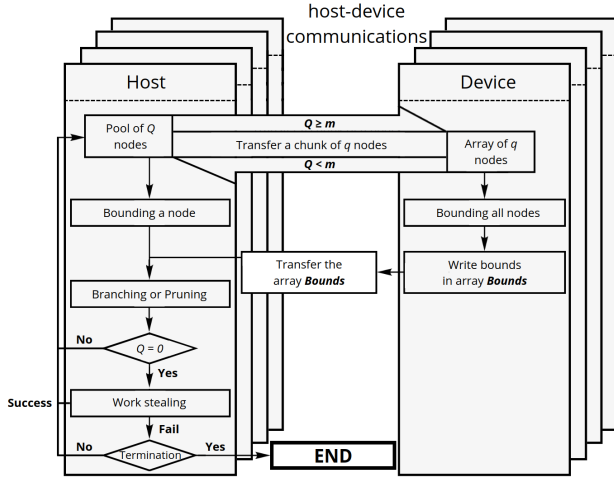 host-device
communications
Host
Device
Pool of Q
nodes
Q ≥ m
Transfer a chunk of q nodes
Q < m
Array of q
nodes
Bounding a node
Bounding all nodes
Transfer the
array Bounds
Write bounds
in array Bounds
Branching or Pruning
No
Q = 0
Yes
Success
Work stealing
Fail
No
Termination
Yes
END